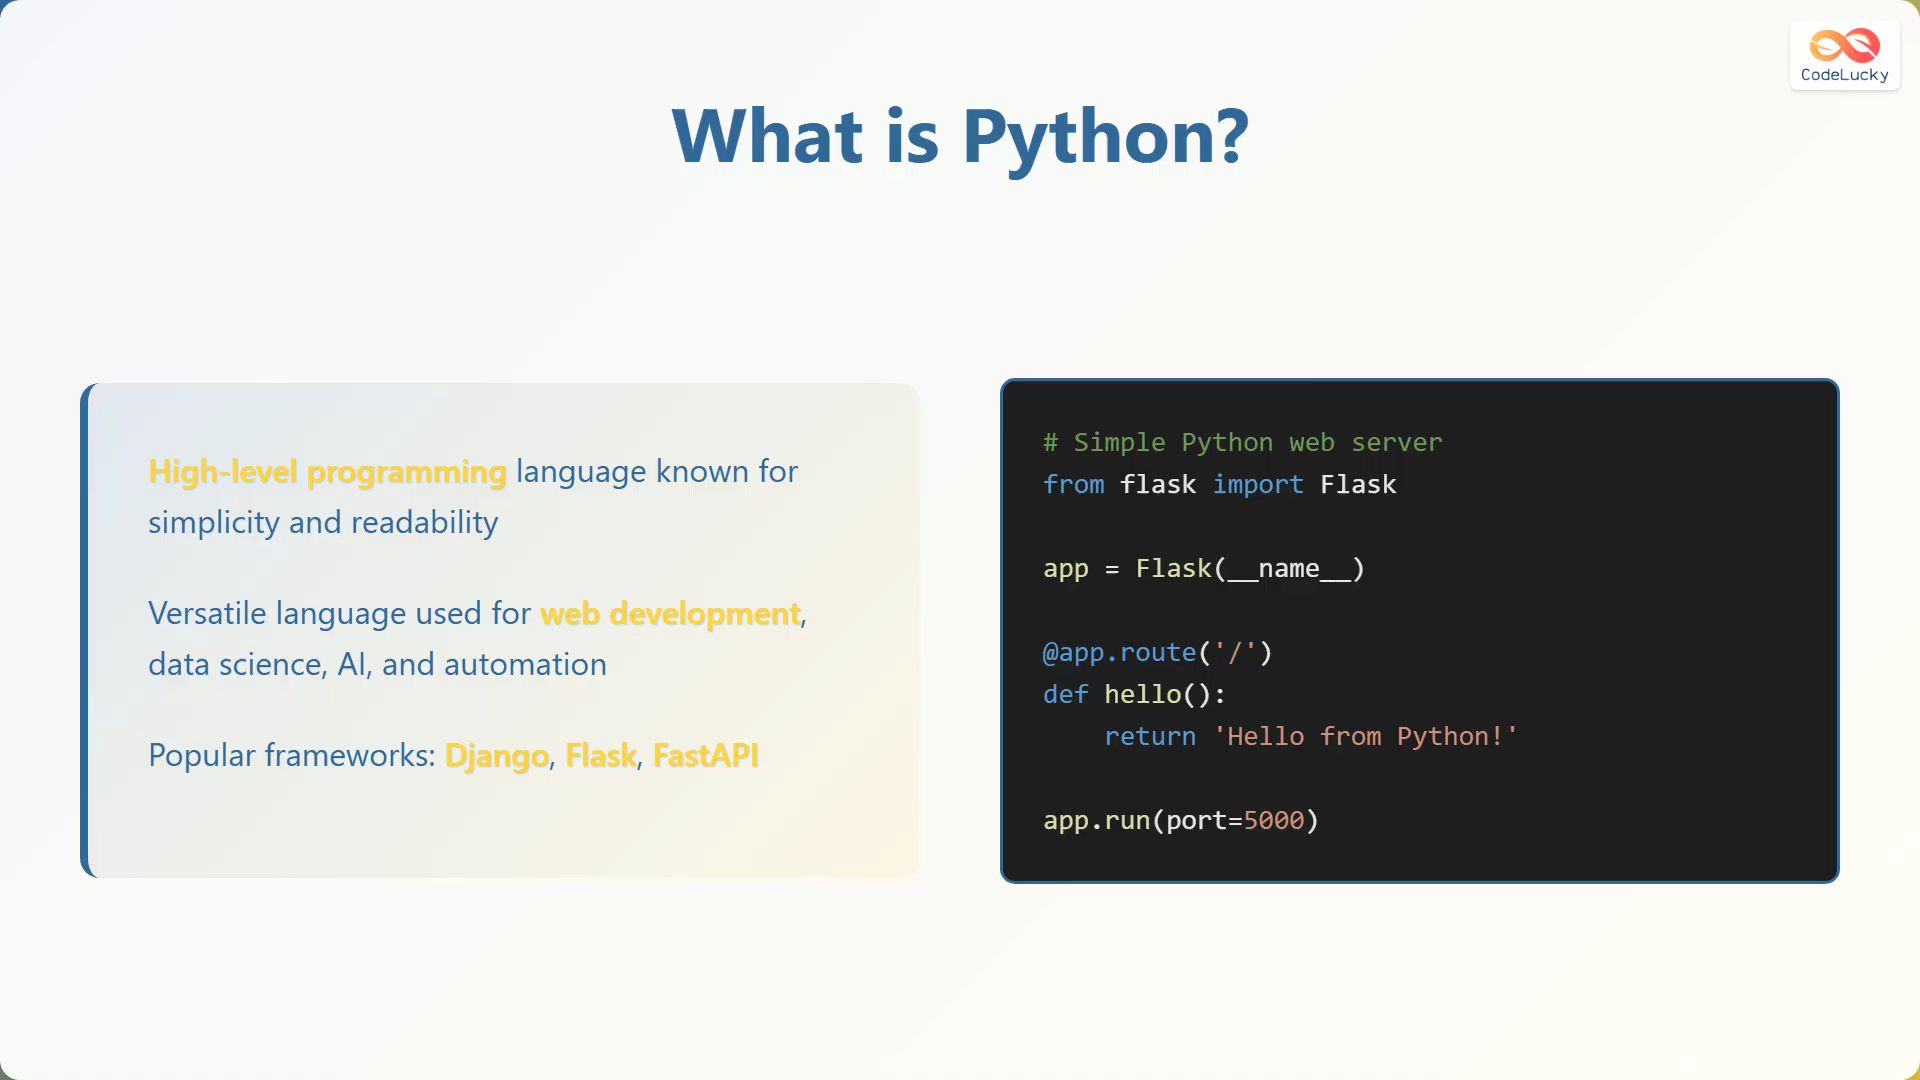 CodeLucky
What is Python?
High-level programming language known for
simplicity and readability
Versatile language used for web development,
data science, AI, and automation
Popular frameworks: Django, Flask, FastAPI
# Simple Python web server
from flask import Flask
app = Flask(__name__)
@app.route('/')
def hello():
    return 'Hello from Python!'
app.run(port=5000)